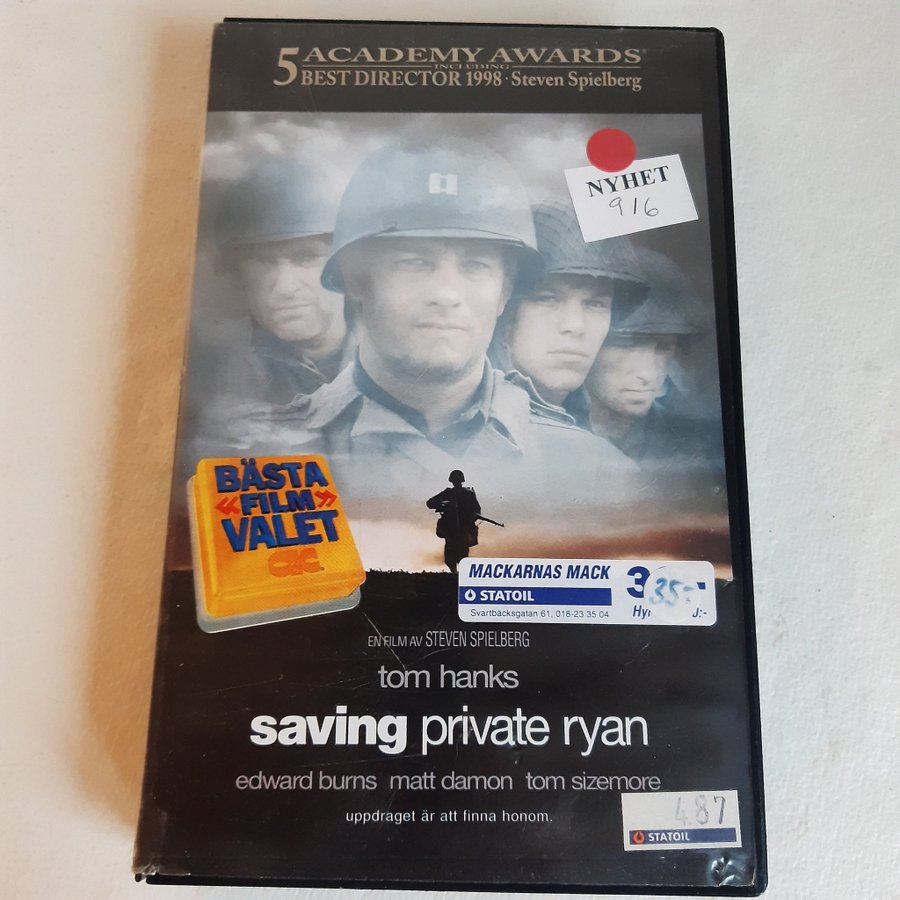 5 ACADEMY AWARDS®
INCLUDING
BEST DIRECTOR 1998 · Steven Spielberg
NYHET
9/6
BÄSTA
«FILM»
VALET
CIC
MACKARNAS MACK
STATOIL
Svartbäcksgatan 61, 018-23 35 04
35:-
EN FILM AV STEVEN SPIELBERG
tom hanks
saving private ryan
edward burns matt damon tom sizemore
uppdraget är att finna honom.
487
STATOIL